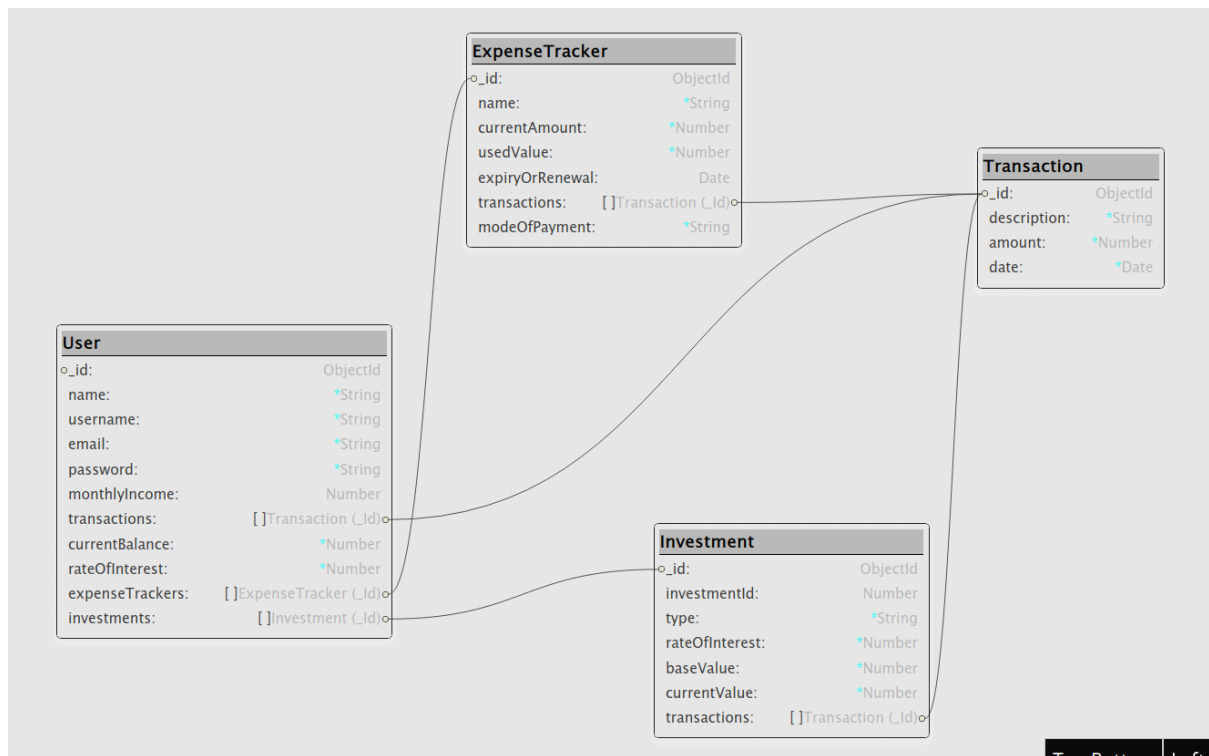 ExpenseTracker
_id: ObjectId
name: *String
currentAmount: *Number
usedValue: *Number
expiryOrRenewal: Date
transactions: [ ]Transaction (_Id)
modeOfPayment: *String
Transaction
_id: ObjectId
description: *String
amount: *Number
date: *Date
User
_id: ObjectId
name: *String
username: *String
email: *String
password: *String
monthlyIncome: Number
transactions: [ ]Transaction (_Id)
currentBalance: *Number
rateOfInterest: *Number
expenseTrackers: [ ]ExpenseTracker (_Id)
investments: [ ]Investment (_Id)
Investment
_id: ObjectId
investmentId: Number
type: *String
rateOfInterest: *Number
baseValue: *Number
currentValue: *Number
transactions: [ ]Transaction (_Id)